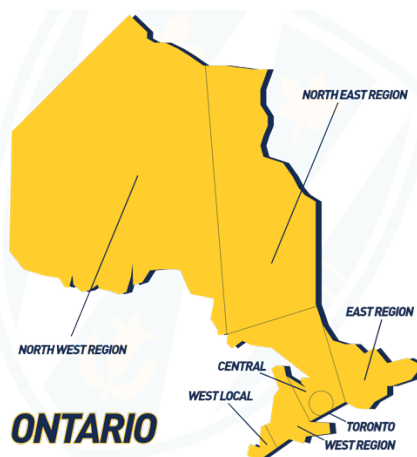 NORTH EAST REGION
EAST REGION
NORTH WEST REGION
CENTRAL
WEST LOCAL
TORONTO
WEST REGION
ONTARIO